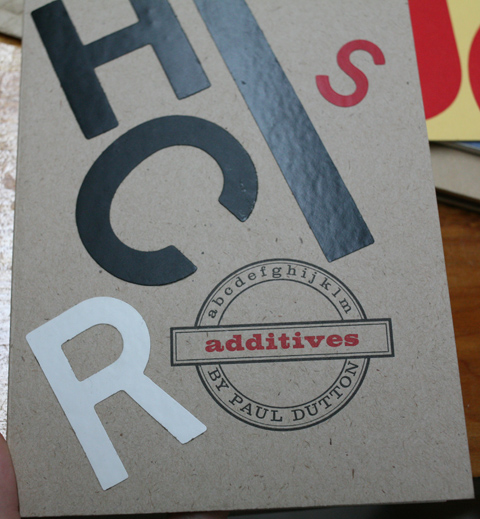 H I S
C
abcdefghijklm
additives
BY PAUL DUTTON
R